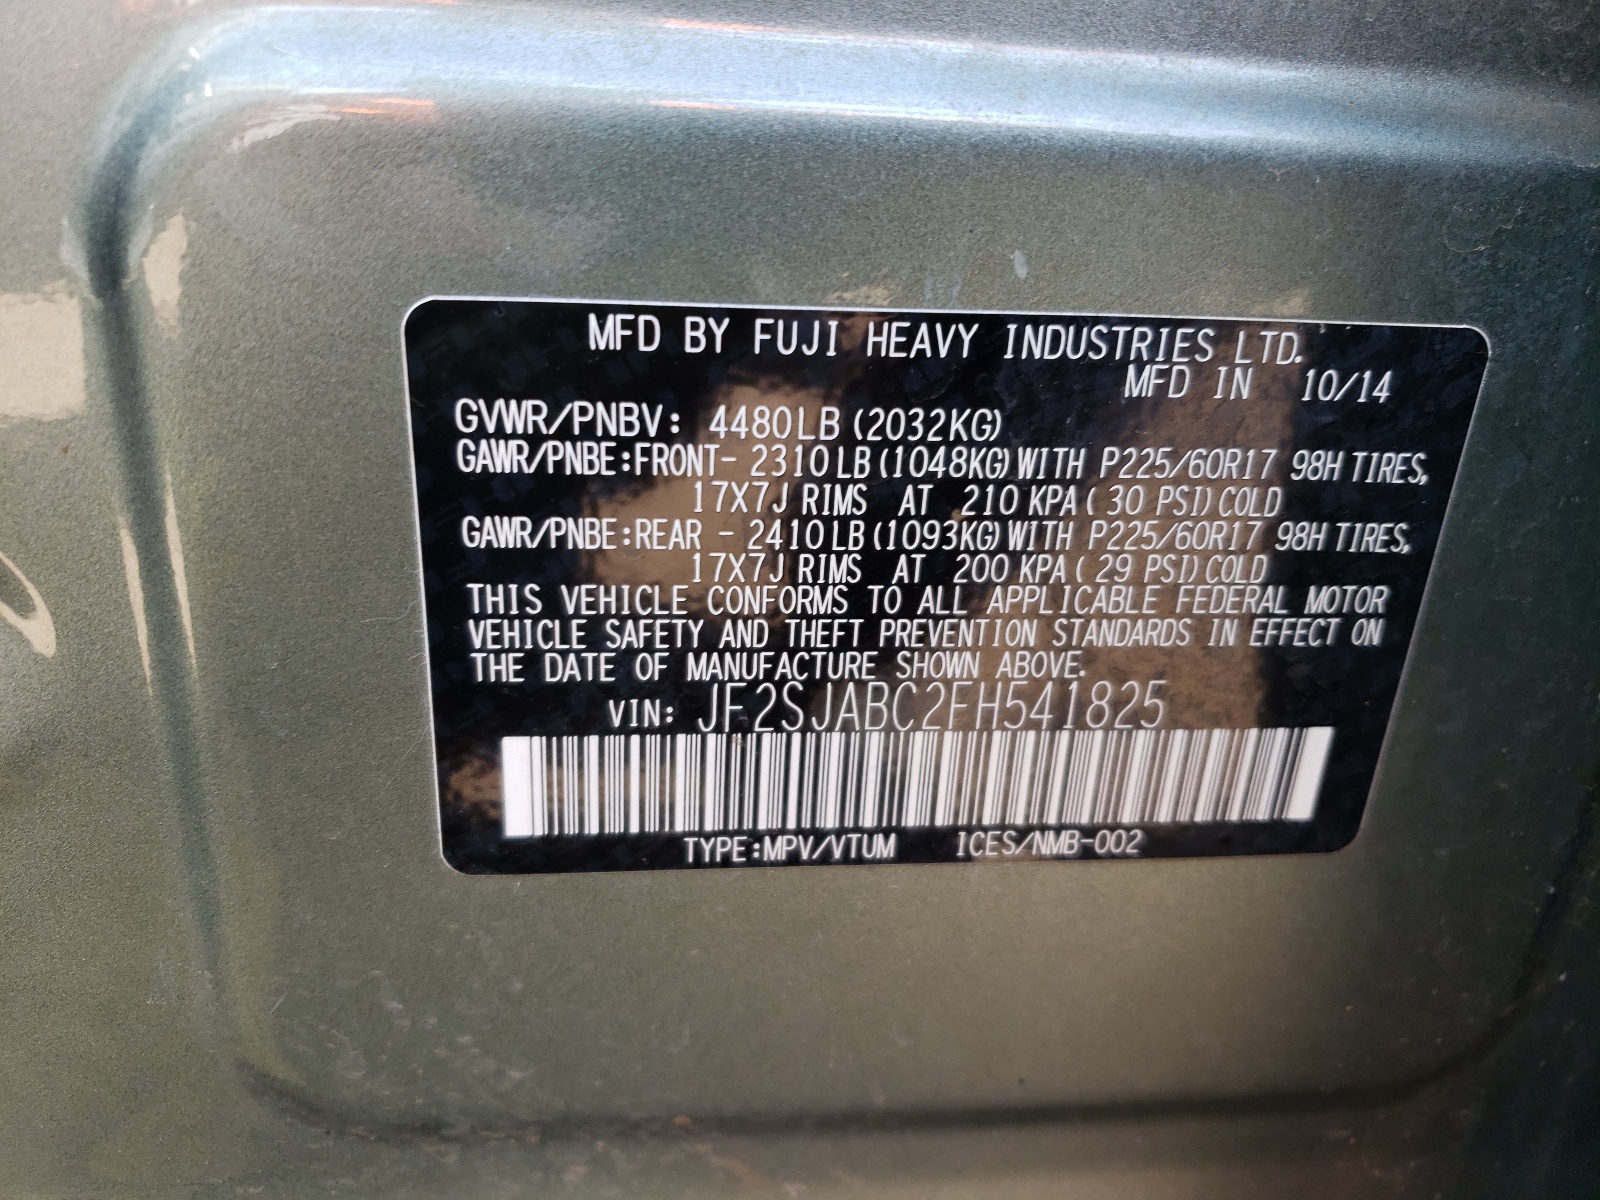 MFD BY FUJI HEAVY INDUSTRIES LTD.
MFD IN 10/14
GVWR/PNBV: 4480LB (2032KG)
GAWR/PNBE:FRONT- 2310 LB (1048KG) WITH P225/60R17 98H TIRES,
17X7J RIMS AT 210 KPA ( 30 PSI) COLD
GAWR/PNBE:REAR - 2410 LB (1093KG) WITH P225/60R17 98H TIRES,
17X7J RIMS AT 200 KPA ( 29 PSI) COLD
THIS VEHICLE CONFORMS TO ALL APPLICABLE FEDERAL MOTOR
VEHICLE SAFETY AND THEFT PREVENTION STANDARDS IN EFFECT ON
THE DATE OF MANUFACTURE SHOWN ABOVE.
VIN: JF2SJABC2FH541825
TYPE:MPV/VTUM ICES/NMB-002